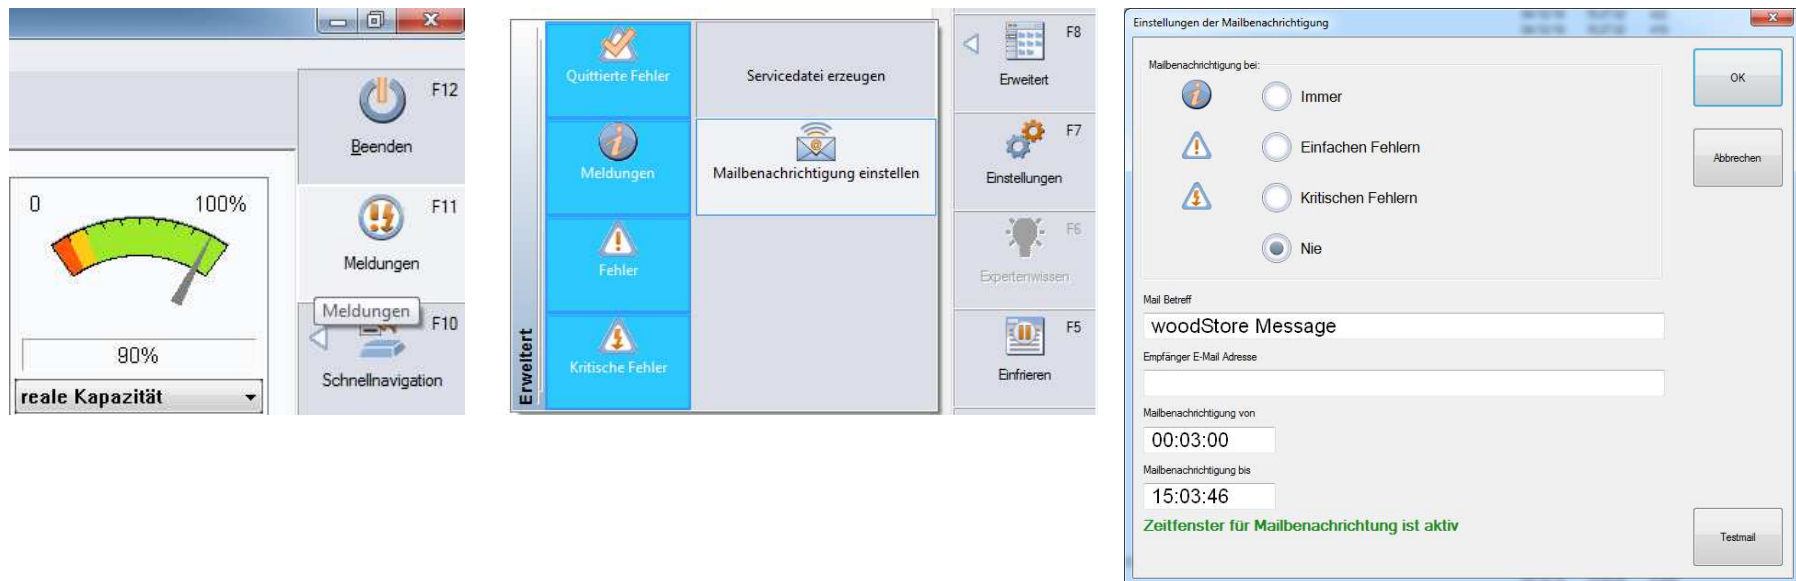 F12
Beenden
0 100%
F11
Meldungen
Meldungen
F10
90%
Schnellnavigation
reale Kapazität
Erweitert
Quittierte Fehler
Servicedatei erzeugen
Meldungen
Mailbenachrichtigung einstellen
Fehler
Kritische Fehler
F8
Erweitert
F7
Einstellungen
F6
Expertenwissen
F5
Einfrieren
Einstellungen der Mailbenachrichtigung
Mailbenachrichtigung bei:
Immer
Einfachen Fehlern
Kritischen Fehlern
Nie
OK
Abbrechen
Mail Betreff
woodStore Message
Empfänger E-Mail Adresse
Mailbenachrichtigung von
00:03:00
Mailbenachrichtigung bis
15:03:46
Zeitfenster für Mailbenachrichtung ist aktiv
Testmail